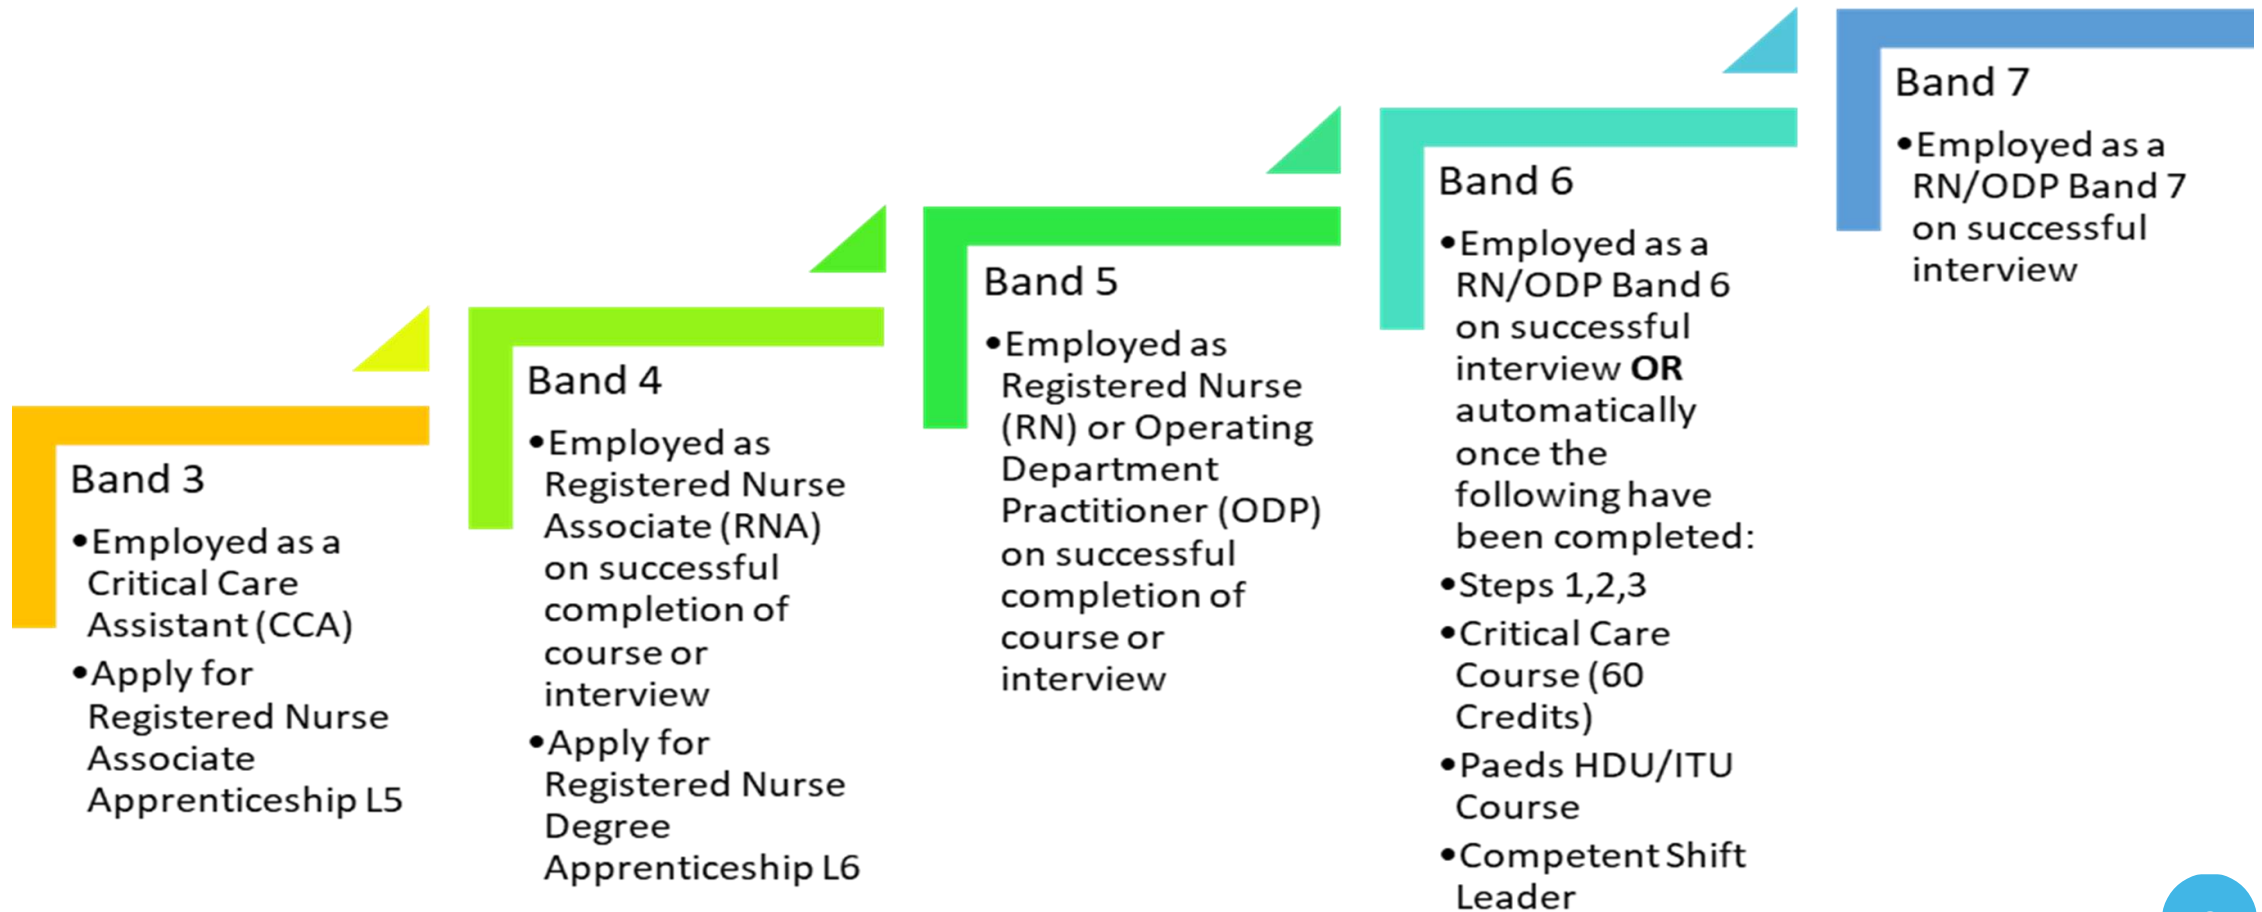 Band 3
•Employed as a
Critical Care
Assistant (CCA)
•Apply for
Registered Nurse
Associate
Apprenticeship L5
Band 4
•Employed as
Registered Nurse
Associate (RNA)
on successful
completion of
course or
interview
•Apply for
Registered Nurse
Degree
Apprenticeship L6
Band 5
•Employed as
Registered Nurse
(RN) or Operating
Department
Practitioner (ODP)
on successful
completion of
course or
interview
Band 6
•Employed as a
RN/ODP Band 6
on successful
interview OR
automatically
once the
following have
been completed:
•Steps 1,2,3
•Critical Care
Course (60
Credits)
•Paeds HDU/ITU
Course
•Competent Shift
Leader
Band 7
•Employed as a
RN/ODP Band 7
on successful
interview